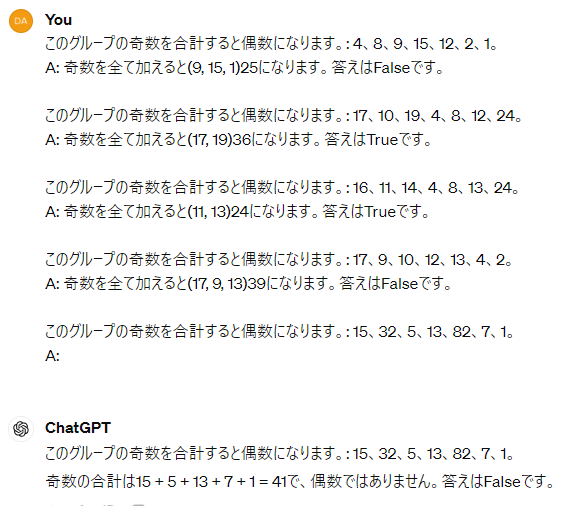 DA
You
このグループの奇数を合計すると偶数になります。: 4、8、9、15、12、2、1。
A: 奇数を全て加えると(9, 15, 1)25になります。答えはFalseです。
このグループの奇数を合計すると偶数になります。: 17、10、19、4、8、12、24。
A: 奇数を全て加えると(17, 19)36になります。答えはTrueです。
このグループの奇数を合計すると偶数になります。: 16、11、14、4、8、13、24。
A: 奇数を全て加えると(11, 13)24になります。答えはTrueです。
このグループの奇数を合計すると偶数になります。: 17、9、10、12、13、4、2。
A: 奇数を全て加えると(17, 9, 13)39になります。答えはFalseです。
このグループの奇数を合計すると偶数になります。: 15、32、5、13、82、7、1。
A:
ChatGPT
このグループの奇数を合計すると偶数になります。: 15、32、5、13、82、7、1。
奇数の合計は15 + 5 + 13 + 7 + 1 = 41で、偶数ではありません。答えはFalseです。